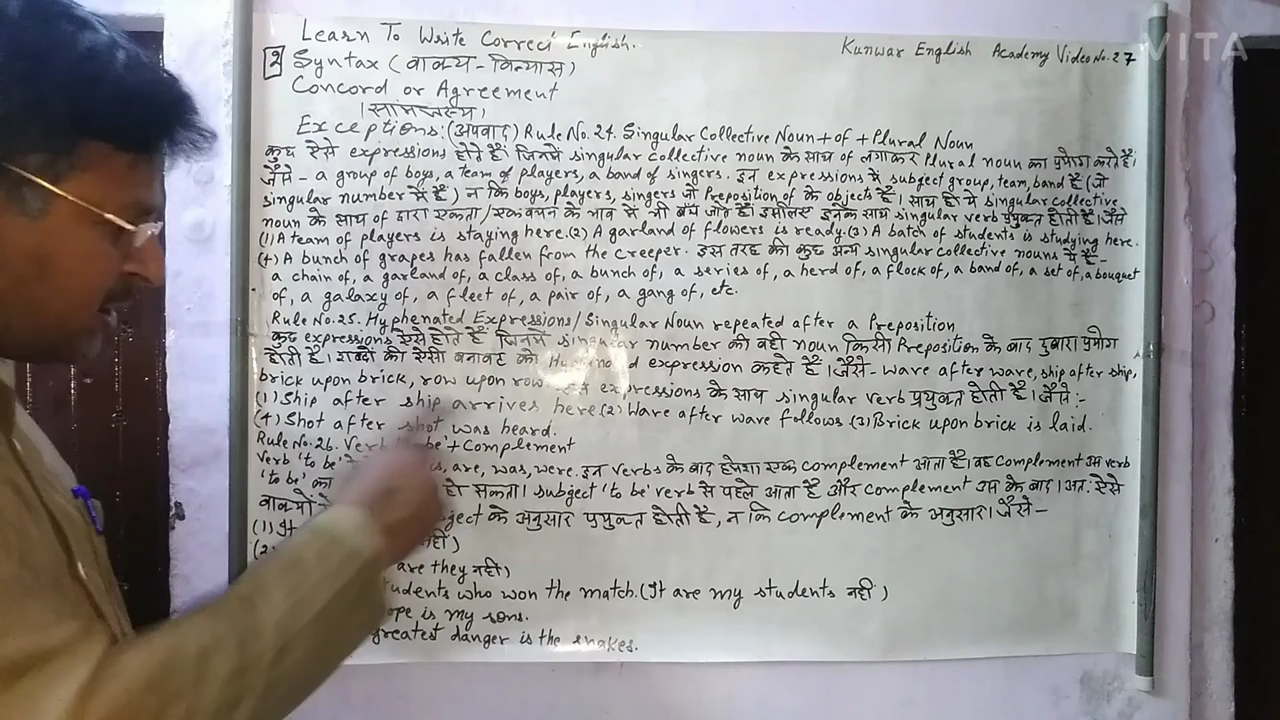 Learn To Write Correct English.
Kunwar English Academy Video No. 27
VITA
2 Syntax (वाक्य-विन्यास)
Concord or Agreement
(सामंजस्य)
Exceptions: (अपवाद) Rule No. 24. Singular Collective Noun + of + Plural Noun
कुछ ऐसे expressions होते हैं जिनमें singular collective noun के साथ of लगाकर Plural noun का प्रयोग करते हैं।
जैसे - a group of boys, a team of players, a band of singers. इन expressions में subject group, team, band हैं (जो
singular number में हैं) न कि boys, players, singers जो Preposition of के objects हैं। साथ ही ये singular collective
noun के साथ of द्वारा एकता/एकवचन के भाव में भी बँध जाते हैं। इसलिए इनके साथ singular verb प्रयुक्त होती है। जैसे
(1) A team of players is staying here. (2) A garland of flowers is ready. (3) A batch of students is studying here.
(4) A bunch of grapes has fallen from the creeper. इस तरह की कुछ अन्य singular collective nouns ये हैं-
a chain of, a garland of, a class of, a bunch of, a series of, a herd of, a flock of, a band of, a set of, a bouquet
of, a galaxy of, a fleet of, a pair of, a gang of, etc.
Rule No. 25. Hyphenated Expressions/Singular Noun repeated after a Preposition
कुछ expressions ऐसे होते हैं जिनमें singular number की वही noun किसी Preposition के बाद दुबारा प्रयोग
होती है। शब्दों की ऐसी बनावट को expression कहते हैं। जैसे- wave after wave, ship after ship,
brick upon brick, row upon row expressions के साथ singular verb प्रयुक्त होती है। जैसे:-
(1) Ship after ship arrives here. (2) Wave after wave follows. (3) Brick upon brick is laid.
(4) Shot after shot was heard.
Rule No. 26. Verb be' + Complement
Verb 'to be' are, was, were. इन verbs के बाद हमेशा एक complement आता है। वह complement उस verb
'to be' का हो सकता। subject 'to be' verb से पहले आता है और complement उस के बाद। अत: ऐसे
वाक्यों के अनुसार प्रयुक्त होती है, न कि complement के अनुसार। जैसे-
(1) It नहीं)
are they नहीं)
students who won the match. (It are my students नहीं)
is my sons.
greatest danger is the snakes.